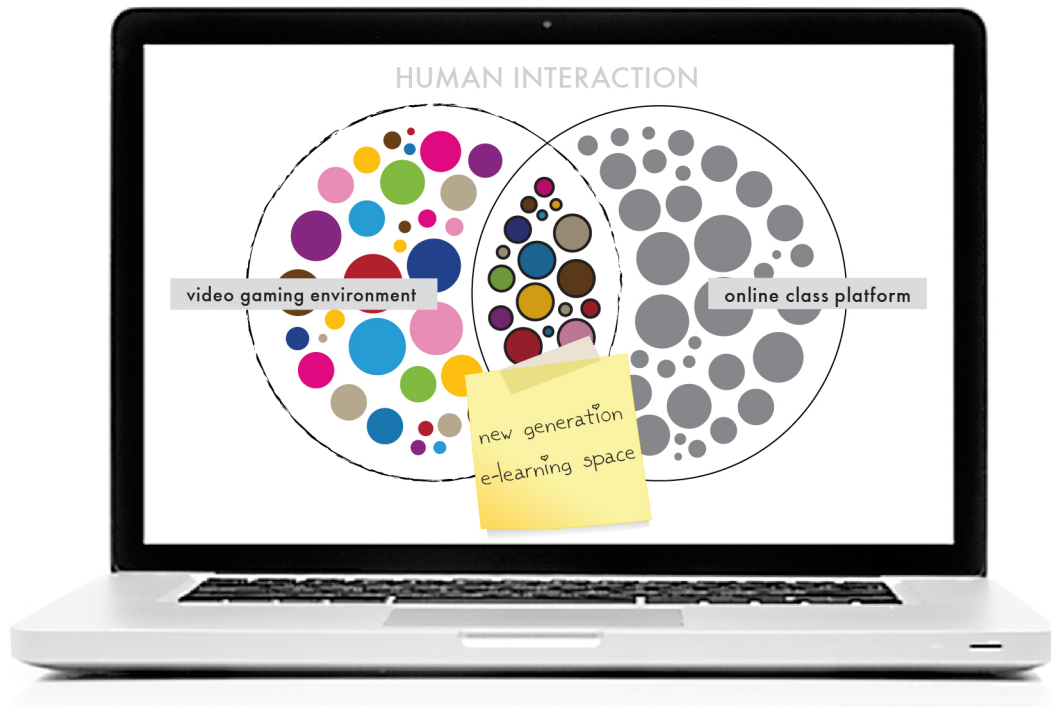 HUMAN INTERACTION
video gaming environment
online class platform
new generation
e-learning space